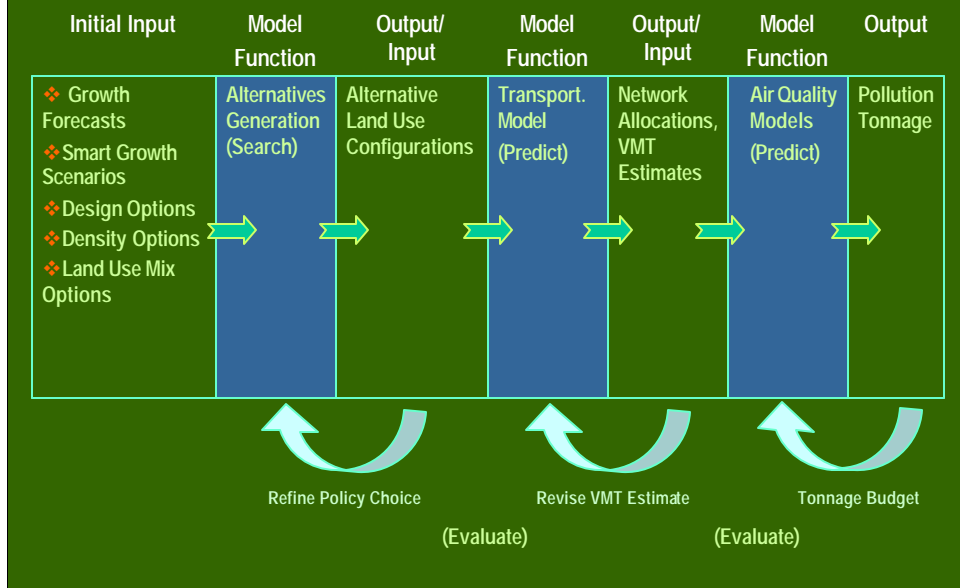 Initial Input
Model
Function
Output/
Input
Model
Function
Output/
Input
Model
Function
Output
❖ Growth
Forecasts
❖Smart Growth
Scenarios
❖Design Options
❖Density Options
❖Land Use Mix
Options
Alternatives
Generation
(Search)
Alternative
Land Use
Configurations
Transport.
Model
(Predict)
Network
Allocations,
VMT
Estimates
Air Quality
Models
(Predict)
Pollution
Tonnage
Refine Policy Choice
Revise VMT Estimate
Tonnage Budget
(Evaluate)
(Evaluate)